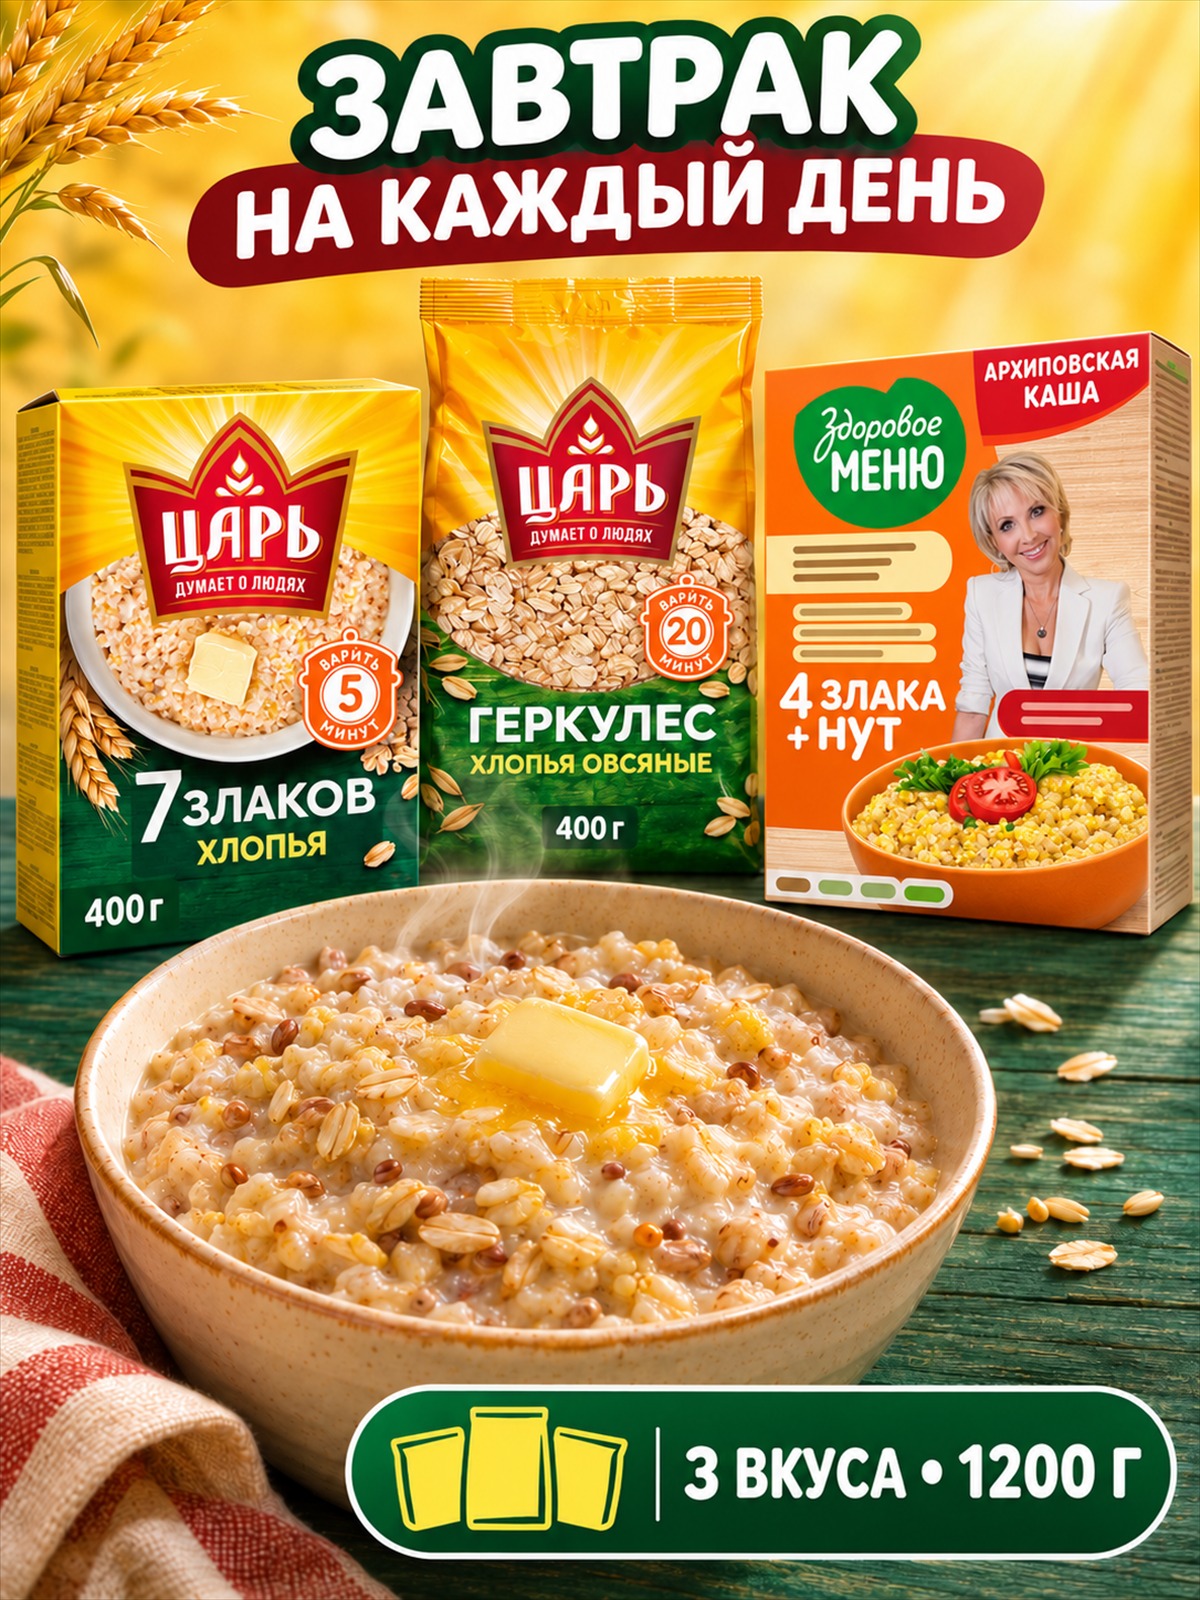 ЗАВТРАК
НА КАЖДЫЙ ДЕНЬ
ЦАРЬ
ДУМАЕТ О ЛЮДЯХ
ВАРИТЬ
5
МИНУТ
7 ЗЛАКОВ
ХЛОПЬЯ
400 г
ЦАРЬ
ДУМАЕТ О ЛЮДЯХ
ВАРИТЬ
20
МИНУТ
ГЕРКУЛЕС
ХЛОПЬЯ ОВСЯНЫЕ
400 г
АРХИПОВСКАЯ
КАША
Здоровое
МЕНЮ
4 ЗЛАКА
+ НУТ
3 ВКУСА • 1200 Г